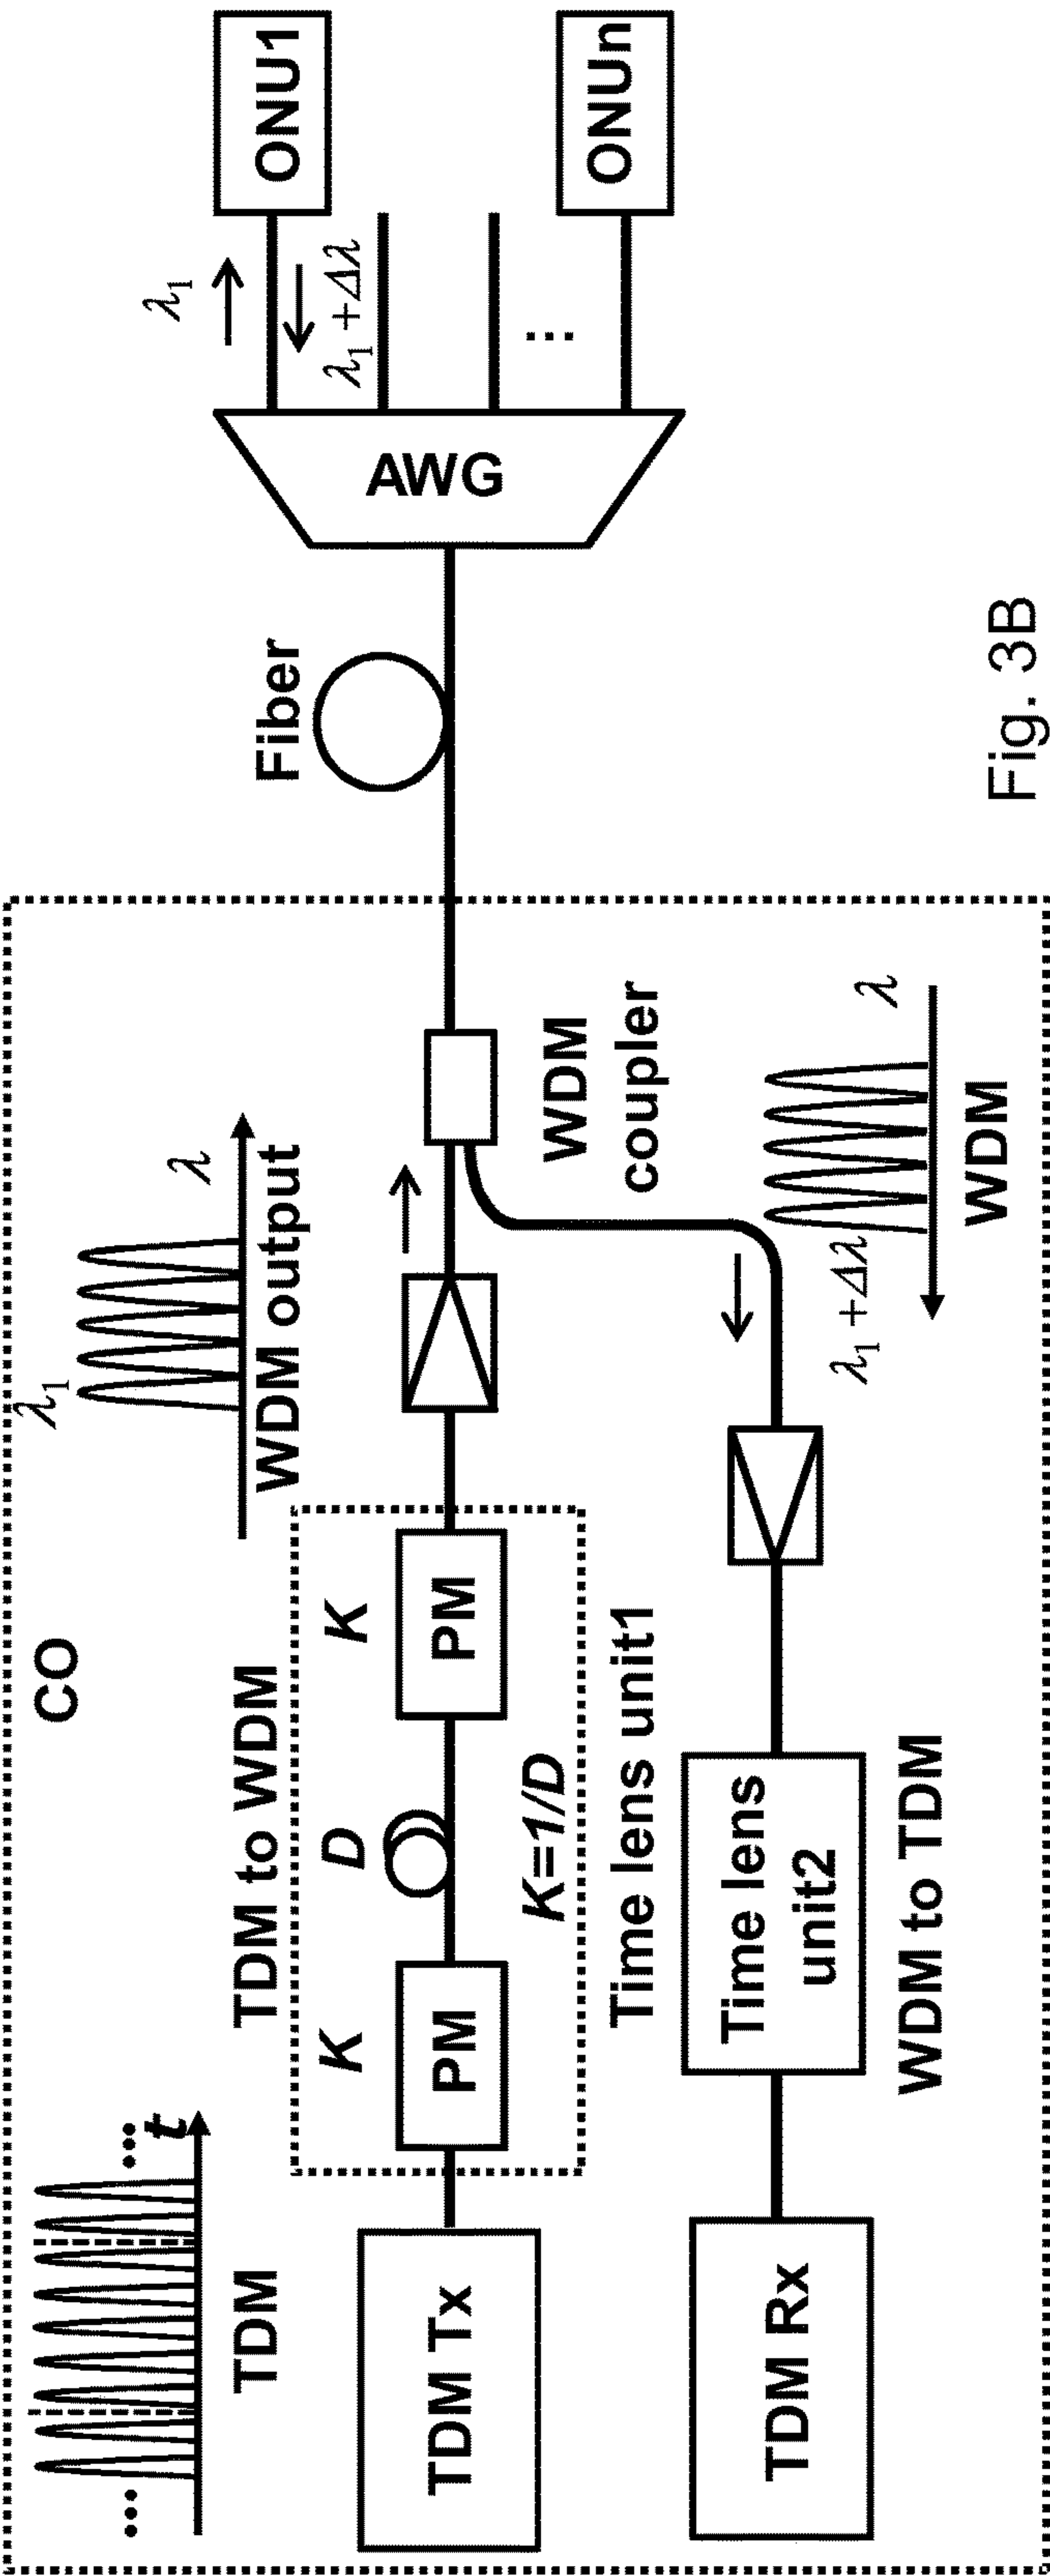 CO
TDM
t
...
...
TDM to WDM
λ₁
λ
WDM output
TDM Tx
K
PM
D
K
PM
K=1/D
Time lens unit1
WDM
coupler
Fiber
AWG
λ₁
λ₁+Δλ
ONU1
...
ONUn
TDM Rx
Time lens
unit2
WDM to TDM
λ₁+Δλ
λ
WDM
Fig. 3B